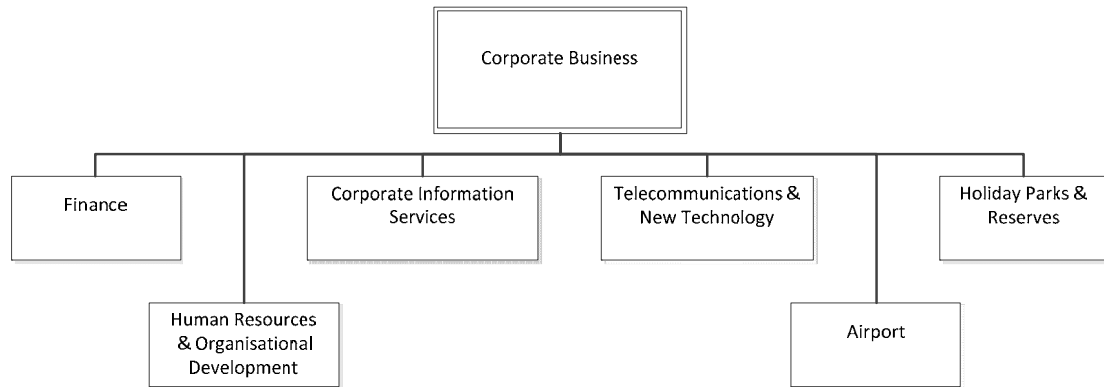 Corporate Business
Finance
Corporate Information
Services
Telecommunications &
New Technology
Holiday Parks &
Reserves
Human Resources
& Organisational
Development
Airport